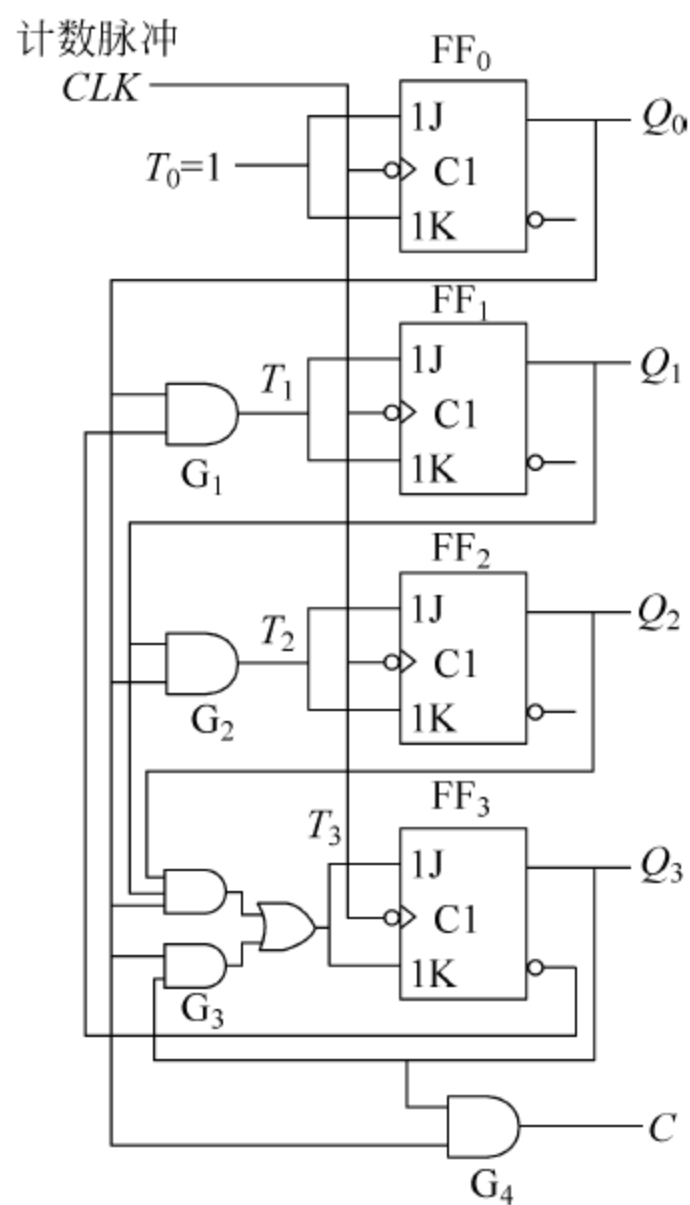 计数脉冲
CLK
FF₀
1J
Q₀
T₀=1
C1
1K
FF₁
1J
Q₁
T₁
C1
G₁
1K
FF₂
1J
Q₂
T₂
C1
G₂
1K
FF₃
T₃
1J
Q₃
C1
1K
G₃
C
G₄